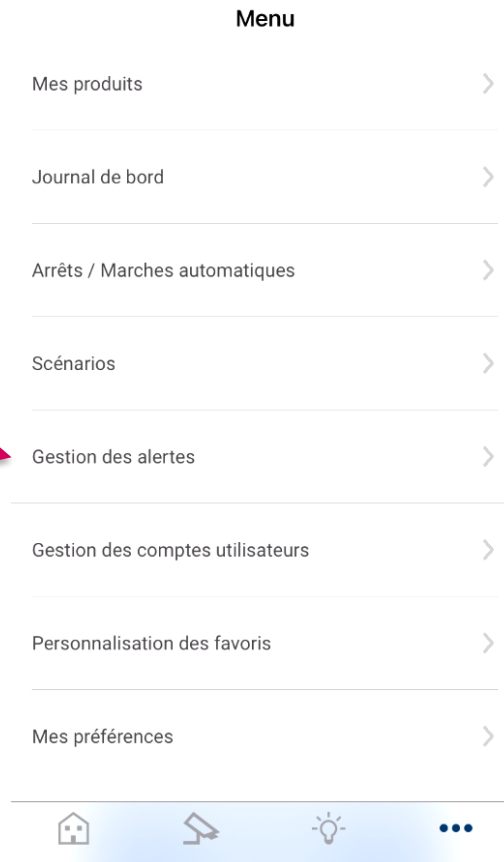 Menu
Mes produits
Journal de bord
Arrêts / Marches automatiques
Scénarios
Gestion des alertes
Gestion des comptes utilisateurs
Personnalisation des favoris
Mes préférences